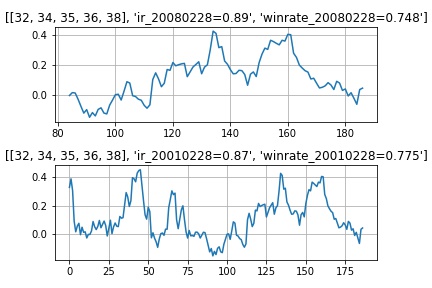 [[32, 34, 35, 36, 38], 'ir_20080228=0.89', 'winrate_20080228=0.748']
0.4
0.2
0.0
80 100 120 140 160 180
[[32, 34, 35, 36, 38], 'ir_20010228=0.87', 'winrate_20010228=0.775']
0.4
0.2
0.0
0 25 50 75 100 125 150 175